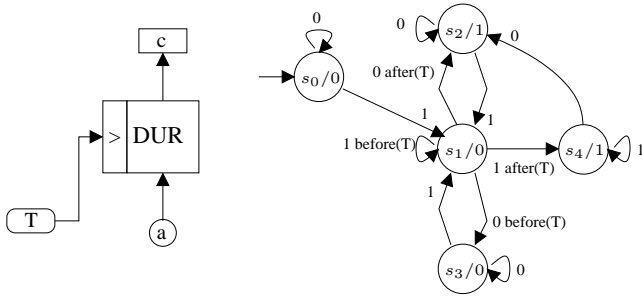 0
0
s₂/1
0
c
s₀/0
0 after(T)
1
1
> DUR
1 before(T)
s₁/0
s₄/1
1
1 after(T)
1
T
a
0 before(T)
s₃/0
0